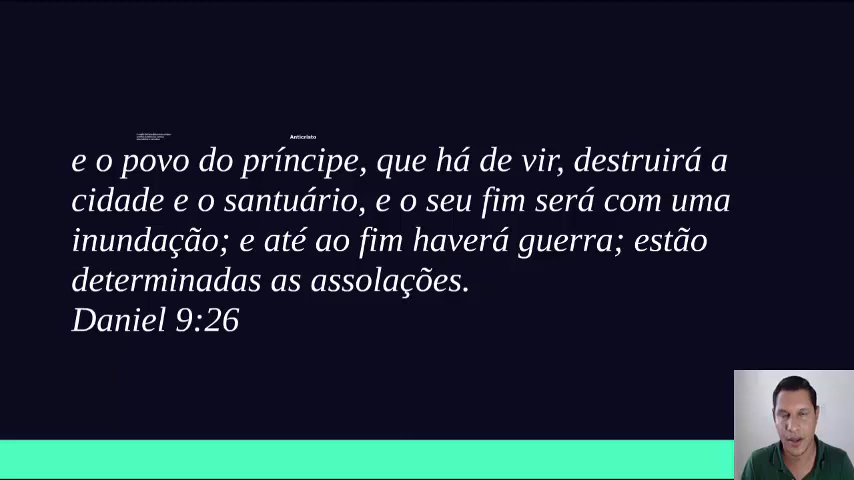 Anticristo
e o povo do príncipe, que há de vir, destruirá a
cidade e o santuário, e o seu fim será com uma
inundação; e até ao fim haverá guerra; estão
determinadas as assolações.
Daniel 9:26